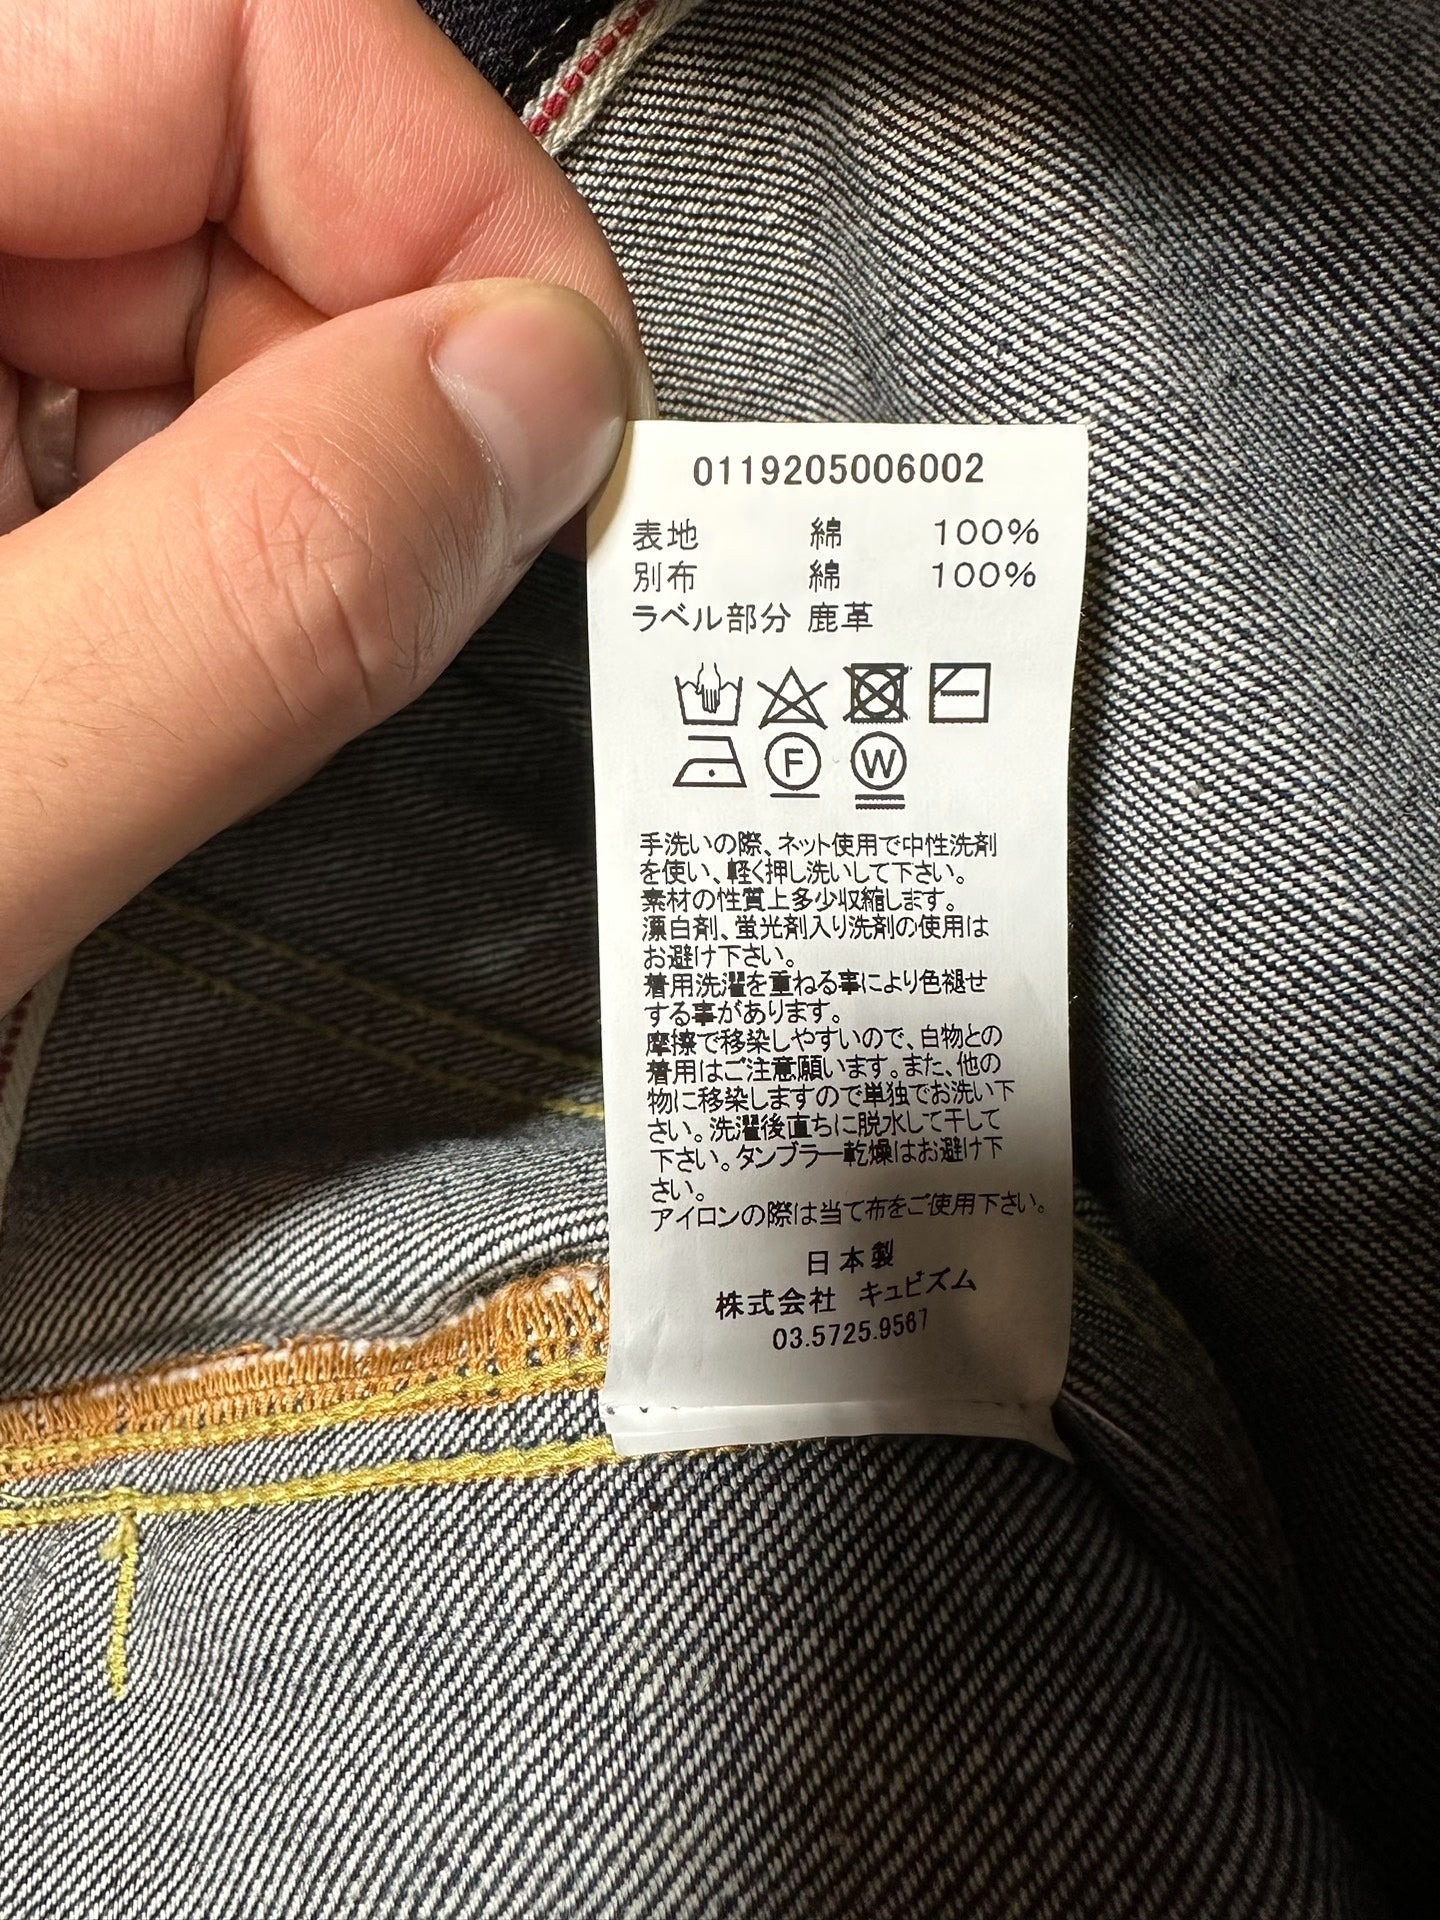 0119205006002
表地 綿 100%
別布 綿 100%
ラベル部分 鹿革
F W
手洗いの際、ネット使用で中性洗剤
を使い、軽く押し洗いして下さい。
素材の性質上多少収縮します。
漂白剤、蛍光剤入り洗剤の使用は
お避け下さい。
着用洗濯を重ねる事により色褪せ
する事があります。
摩擦で移染しやすいので、白物との
着用はご注意願います。また、他の
物に移染しますので単独でお洗い下
さい。洗濯後直ちに脱水して干して
下さい。タンブラー乾燥はお避け下
さい。
アイロンの際は当て布をご使用下さい。
日本製
株式会社 キュビズム
03.5725.9567